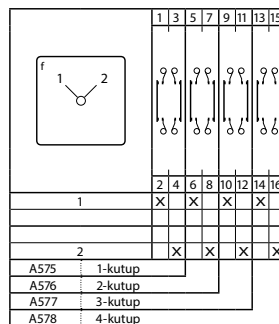 1 3 5 7 9 11 13 15
f
1 2
2 4 6 8 10 12 14 16
1 X X X X
2 X X X X
A575 1-kutup
A576 2-kutup
A577 3-kutup
A578 4-kutup